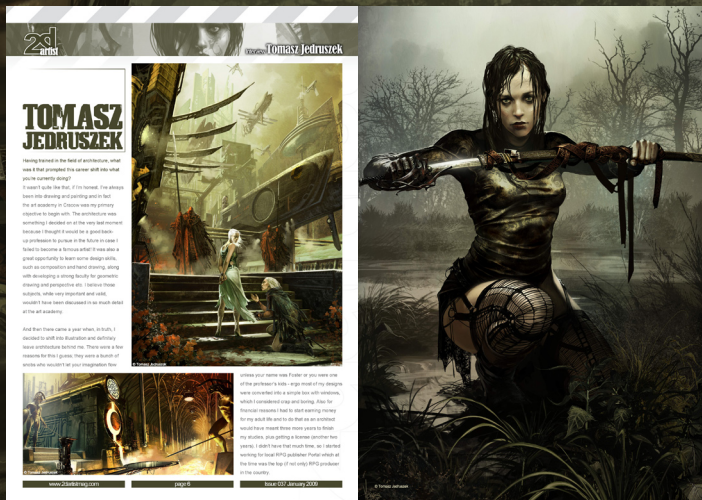 2d
artist
interview Tomasz Jedruszek
TOMASZ
JEDRUSZEK
Having trained in the field of architecture, what
was it that prompted this career shift into what
you're currently doing?
It wasn't quite like that, if I'm honest. I've always
been into drawing and painting and in fact
the art academy in Cracow was my primary
objective to begin with. The architecture was
something I decided on at the very last moment
because I thought it would be a good back-
up profession to pursue in the future in case I
failed to become a famous artist! It was also a
great opportunity to learn some design skills,
such as composition and hand drawing, along
with developing a strong faculty for geometric
drawing and perspective etc. I believe those
subjects, while very important and valid,
wouldn't have been discussed in so much detail
at the art academy.
And then there came a year when, in truth, I
decided to shift into illustration and definitely
leave architecture behind me. There were a few
reasons for this I guess; they were a bunch of
snobs who wouldn't let your imagination flow
© Tomasz Jedruszek
© Tomasz Jedruszek
unless your name was Foster or you were one
of the professor's kids - ergo most of my designs
were converted into a simple box with windows,
which I considered crap and boring. Also for
financial reasons I had to start earning money
for my adult life and to do that as an architect
would have meant three more years to finish
my studies, plus getting a license (another two
years). I didn't have that much time, so I started
working for local RPG publisher Portal which at
the time was the top (if not only) RPG producer
in the country.
www.2dartistmag.com
page 6
issue 037 January 2009
© Tomasz Jedruszek